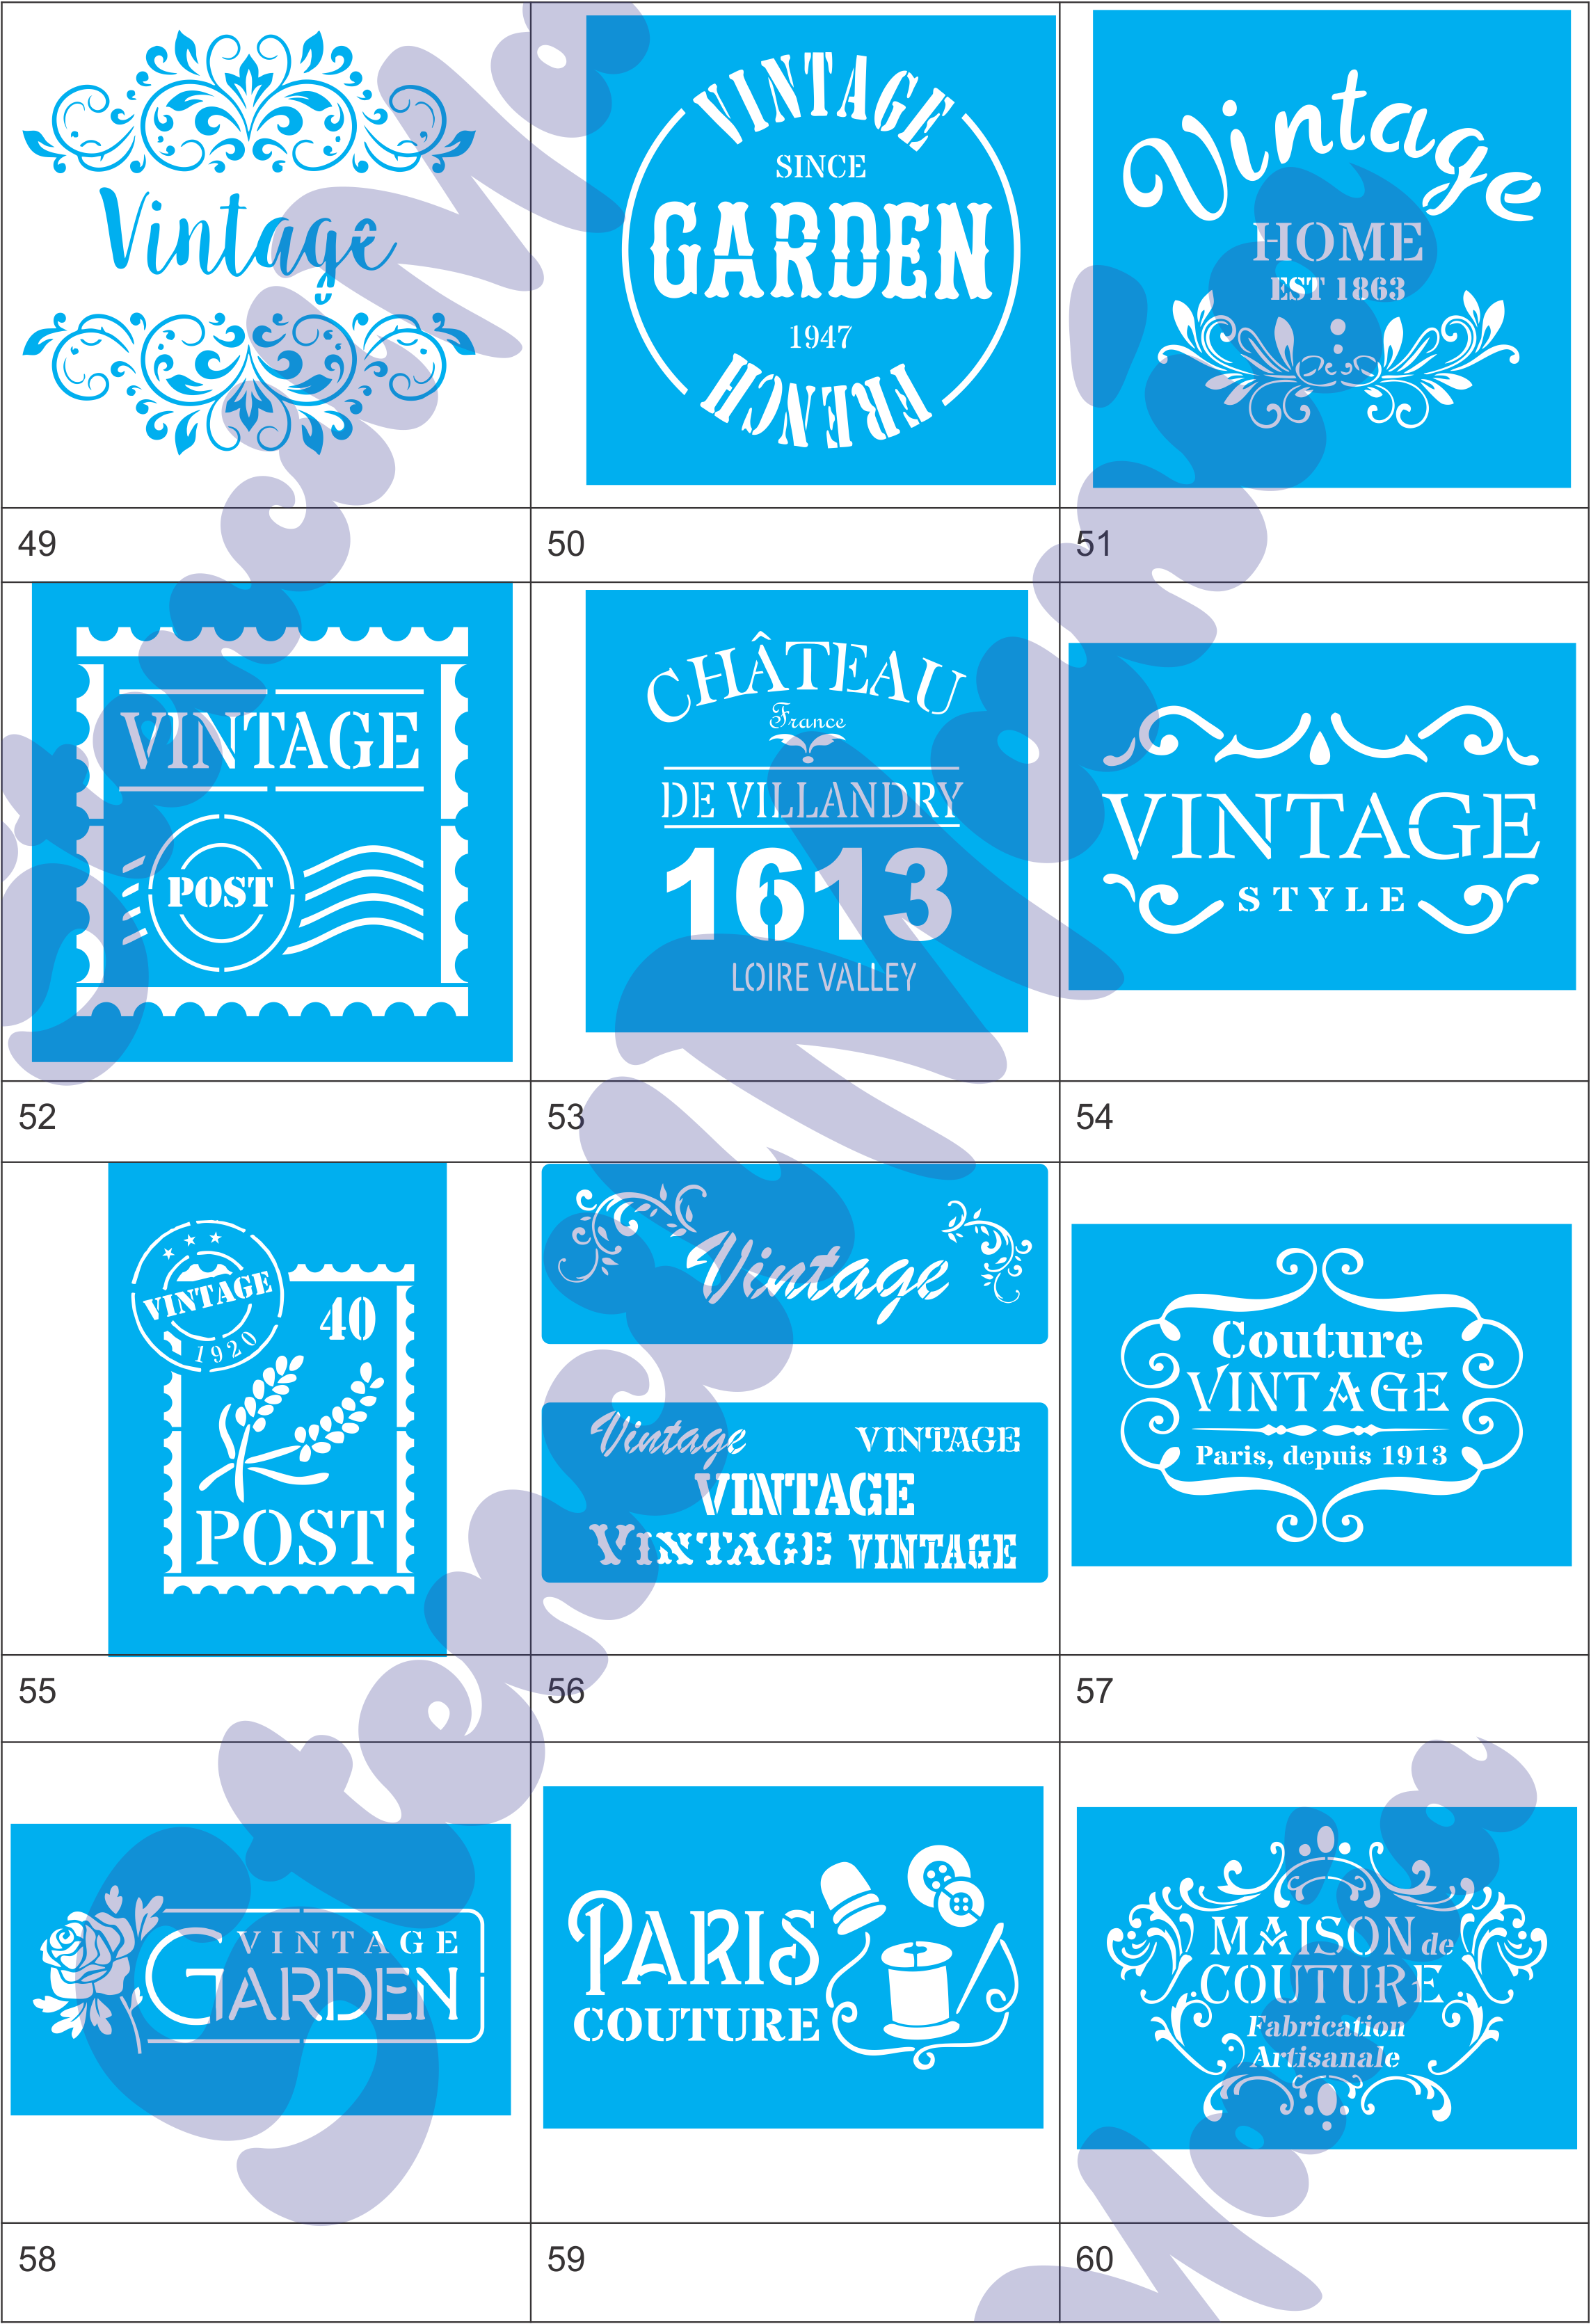 Vintage
49
VINTAGE
SINCE
GARDEN
1947
FRENCH
50
Vintage
HOME
EST 1863
51
VINTAGE
POST
52
CHÂTEAU
France
DE VILLANDRY
1613
LOIRE VALLEY
53
VINTAGE
STYLE
54
VINTAGE
1920
40
POST
55
Vintage
Vintage VINTAGE
VINTAGE
VINTAGE VINTAGE
56
Couture
VINTAGE
Paris, depuis 1913
57
VINTAGE
GARDEN
58
PARIS
COUTURE
59
MAISON de
COUTURE
Fabrication
Artisanale
60